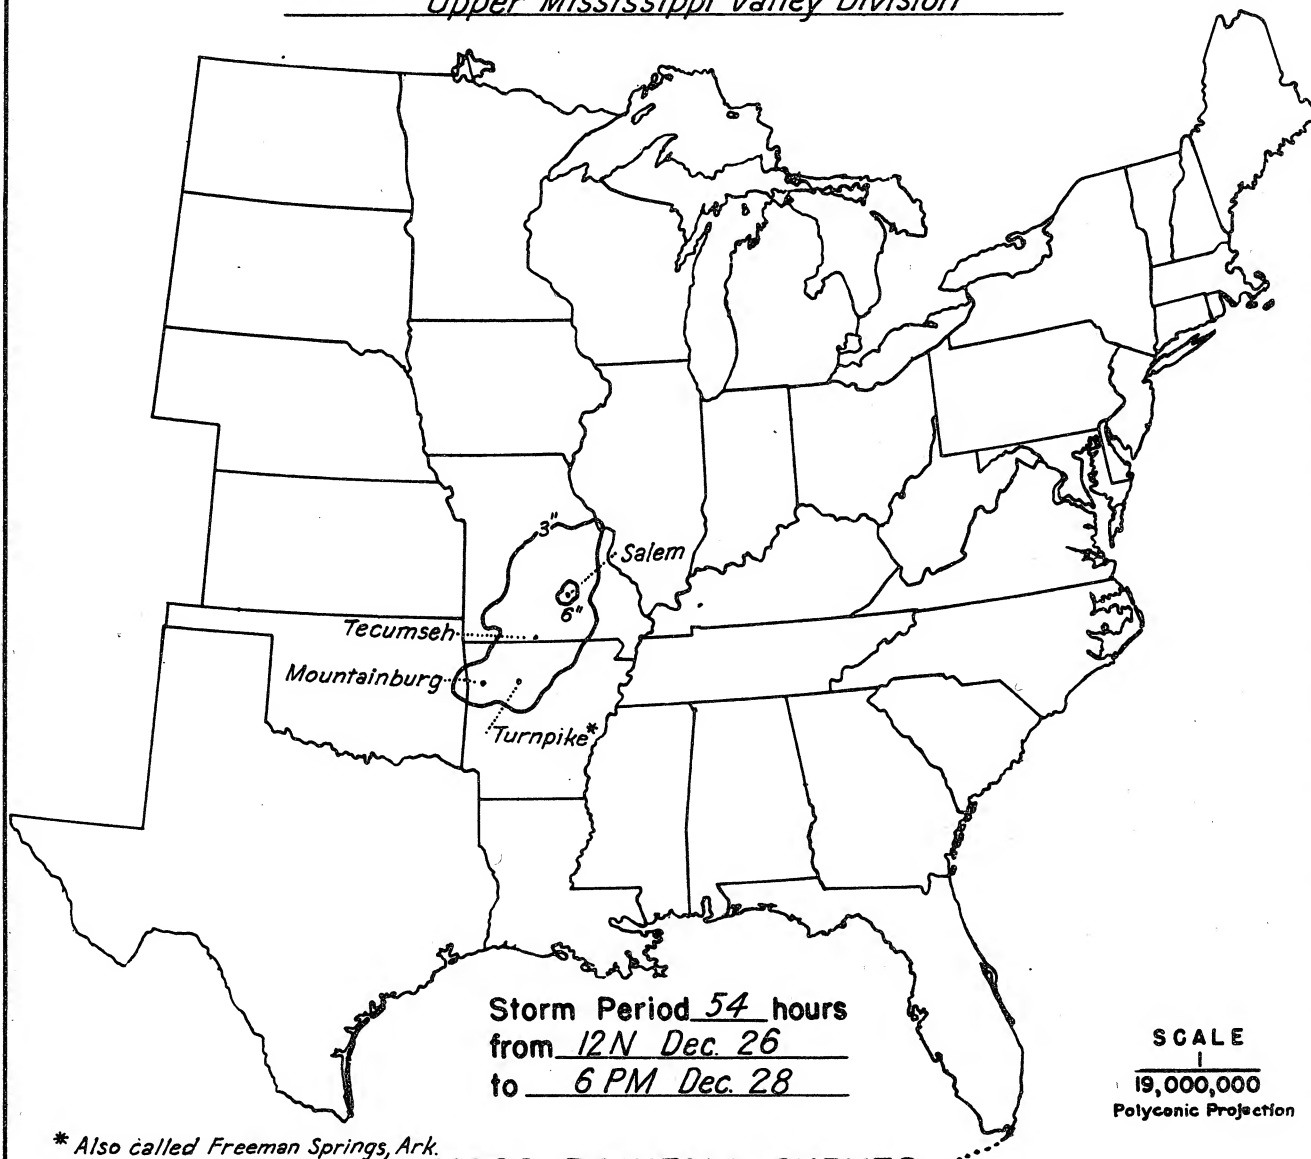 Upper Mississippi Valley Division
3"
Salem
6"
Tecumseh
Mountainburg
Turnpike*
Storm Period 54 hours
from 12N Dec. 26
to 6 PM Dec. 28
SCALE
1
19,000,000
Polyconic Projection
* Also called Freeman Springs, Ark.